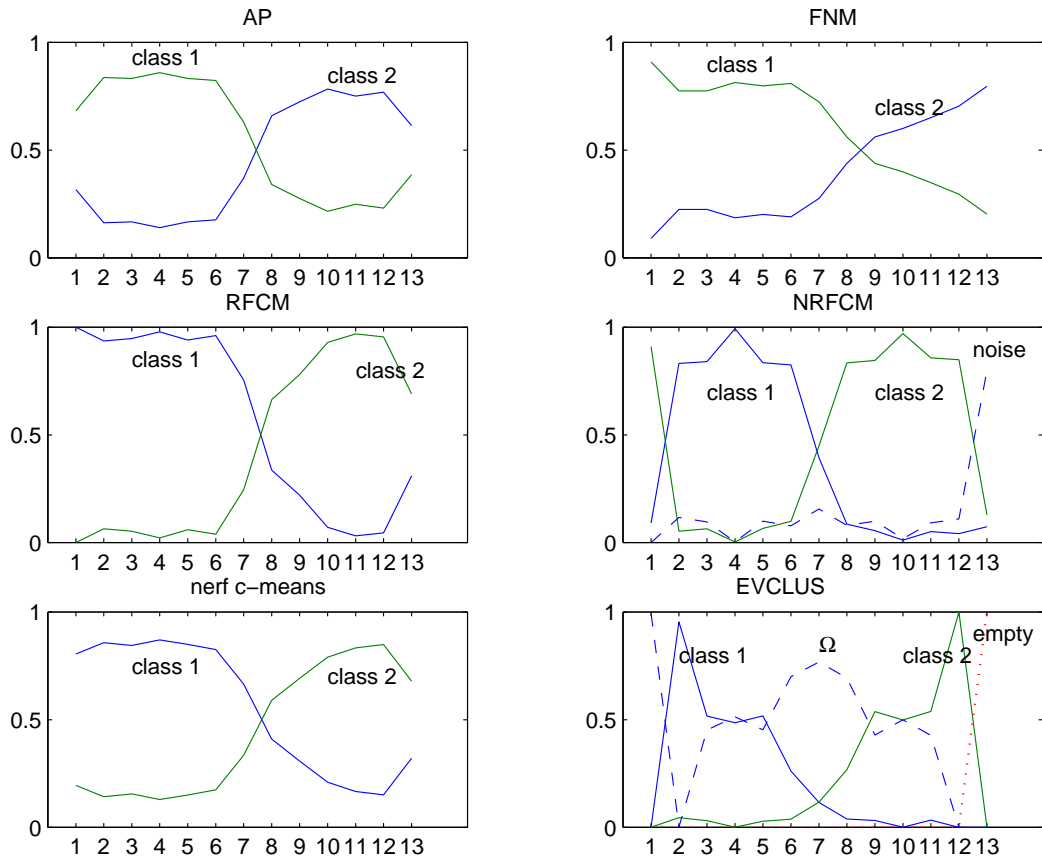 AP
class 1
class 2
1
0.5
0
1 2 3 4 5 6 7 8 9 10 11 12 13
FNM
class 1
class 2
1
0.5
0
1 2 3 4 5 6 7 8 9 10 11 12 13
RFCM
class 1
class 2
1
0.5
0
1 2 3 4 5 6 7 8 9 10 11 12 13
NRFCM
noise
class 1
class 2
1
0.5
0
1 2 3 4 5 6 7 8 9 10 11 12 13
nerf c−means
class 1
class 2
1
0.5
0
1 2 3 4 5 6 7 8 9 10 11 12 13
EVCLUS
class 1
Ω
class 2
empty
1
0.5
0
1 2 3 4 5 6 7 8 9 10 11 12 13